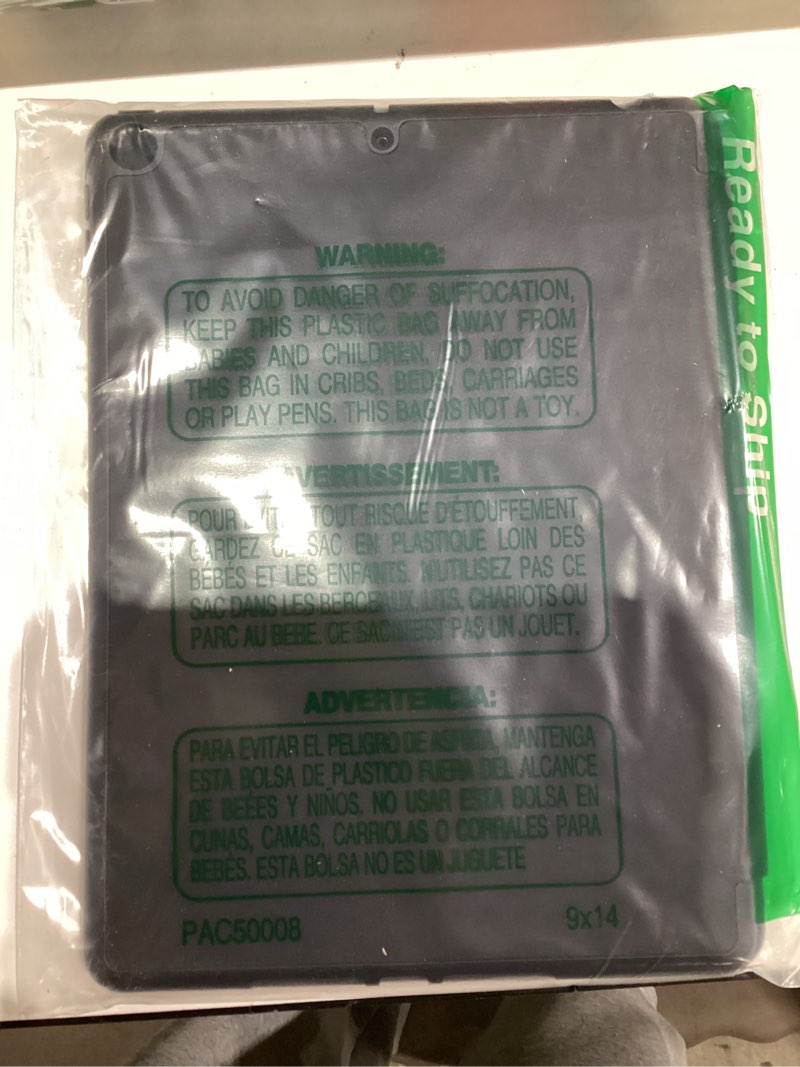 Ready to Ship
WARNING:
TO AVOID DANGER OF SUFFOCATION,
KEEP THIS PLASTIC BAG AWAY FROM
BABIES AND CHILDREN. DO NOT USE
THIS BAG IN CRIBS, BEDS, CARRIAGES
OR PLAY PENS. THIS BAG IS NOT A TOY.
AVERTISSEMENT:
POUR ÉVITER TOUT RISQUE D'ÉTOUFFEMENT,
GARDEZ CE SAC EN PLASTIQUE LOIN DES
BÉBÉS ET LES ENFANTS. N'UTILISEZ PAS CE
SAC DANS LES BERCEAUX, LITS, CHARIOTS OU
PARC AU BEBE. CE SAC N'EST PAS UN JOUET.
ADVERTENCIA:
PARA EVITAR EL PELIGRO DE ASFIXIA, MANTENGA
ESTA BOLSA DE PLASTICO FUERA DEL ALCANCE
DE BEÉES Y NIÑOS. NO USAR ESTA BOLSA EN
CUNAS, CAMAS, CARRIOLAS O CORRALES PARA
BEBÉS. ESTA BOLSA NO ES UN JUGUETE
PAC50008 9x14